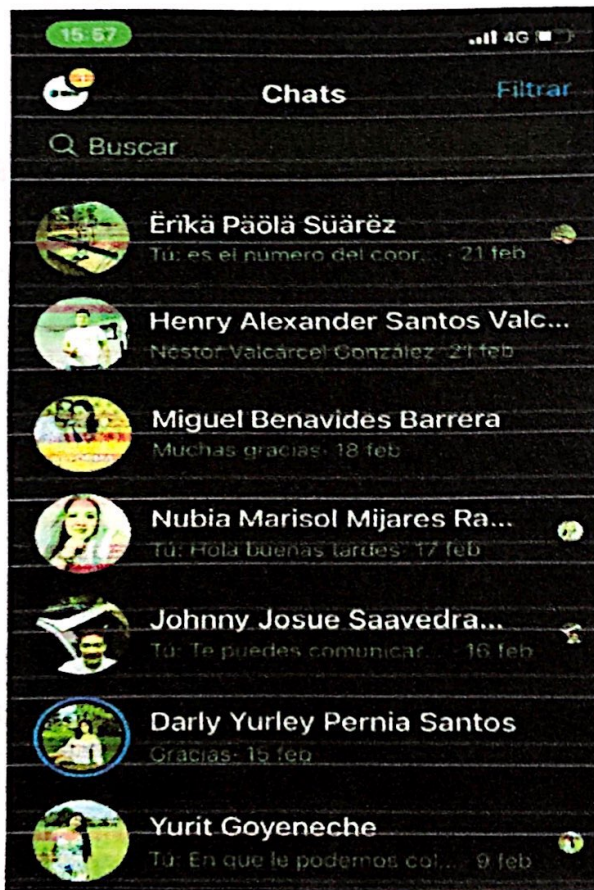 15:57
4G
Chats
Filtrar
Buscar
Ërïkä Päölä Süärëz
Tú: es el número del coor... · 21 feb
Henry Alexander Santos Valc...
Néstor Valcárcel González · 21 feb
Miguel Benavides Barrera
Muchas gracias · 18 feb
Nubia Marisol Mijares Ra...
Tú: Hola buenas tardes · 17 feb
Johnny Josue Saavedra...
Tú: Te puedes comunicar... · 16 feb
Darly Yurley Pernia Santos
Gracias · 15 feb
Yurit Goyeneche
Tú: En que le podemos col... · 9 feb